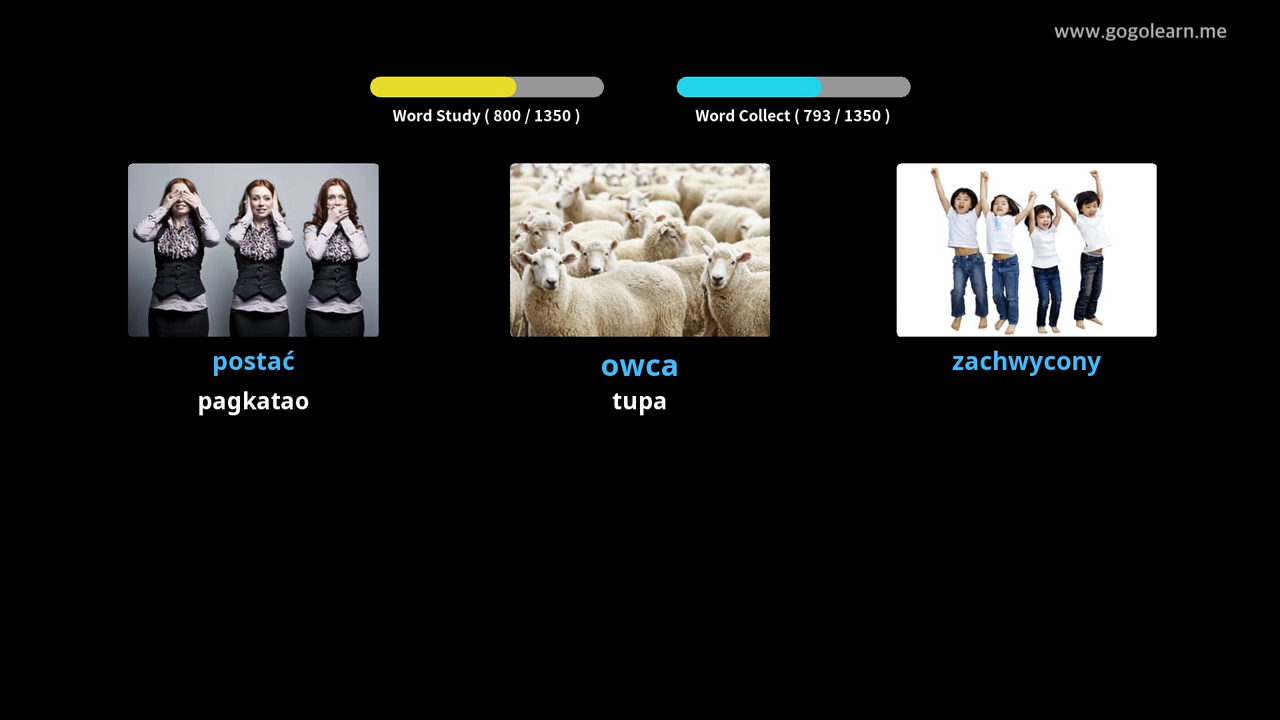 www.gogolearn.me
Word Study ( 800 / 1350 )
Word Collect ( 793 / 1350 )
postać
owca
zachwycony
pagkatao
tupa